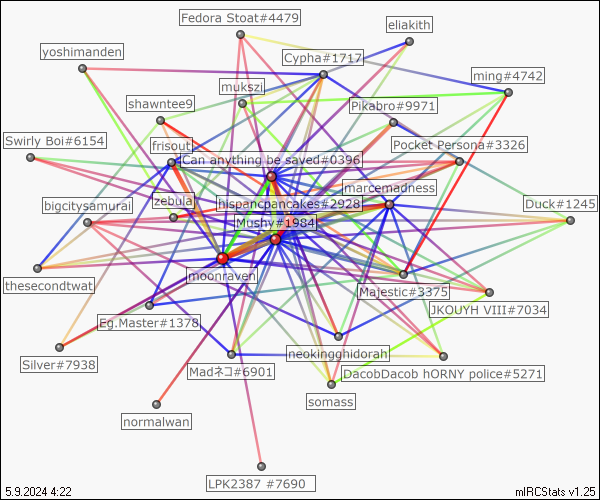 Fedora Stoat#4479
eliakith
yoshimanden
Cypha#1717
ming#4742
mukszi
shawntee9
Pikabro#9971
Swirly Boi#6154
frisout
Pocket Persona#3326
Can anything be saved#0396
marcemadness
zebula
hispancpancakes#2928
Duck#1245
bigcitysamurai
Mushy#1984
moonraven
thesecondtwat
Majestic#3375
JKOUYH VIII#7034
Eg.Master#1378
neokingghidorah
Silver#7938
Madネコ#6901
DacobDacob hORNY police#5271
somass
normalwan
LPK2387 #7690
5.9.2024 4:22
mIRCStats v1.25